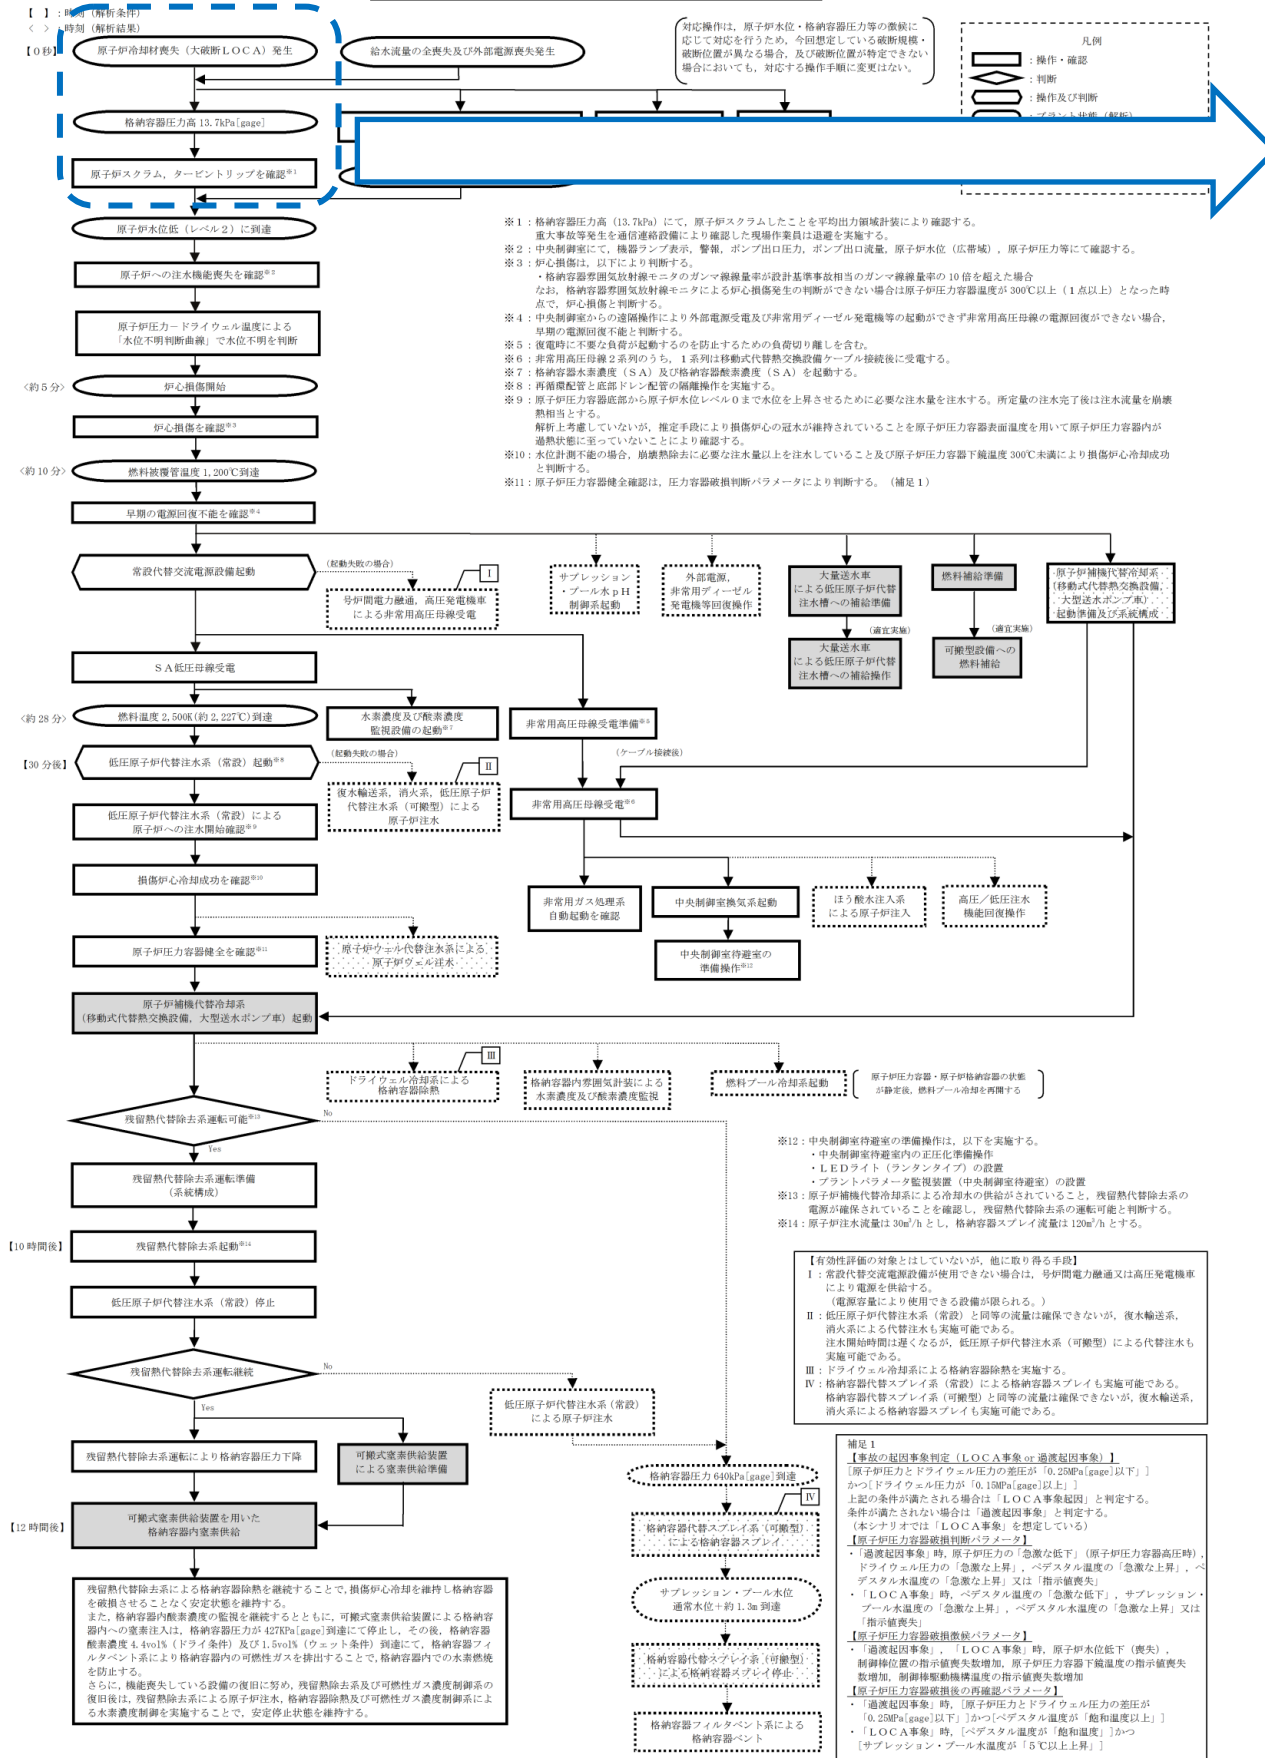 【 】：時刻（解析条件）
＜ ＞：時刻（解析結果）
【0秒】
原子炉冷却材喪失（大破断ＬＯＣＡ）発生
給水流量の全喪失及び外部電源喪失発生
対応操作は，原子炉水位・格納容器圧力等の徴候に
応じて対応を行うため，今回想定している破断規模・
破断位置が異なる場合，及び破断位置が特定できない
場合においても，対応する操作手順に変更はない。
凡例
：操作・確認
：判断
：操作及び判断
：プラント状態（解析）
格納容器圧力高 13.7kPa[gage]
原子炉スクラム，タービントリップを確認※1
原子炉水位低（レベル２）に到達
原子炉への注水機能喪失を確認※2
原子炉圧力－ドライウェル温度による
「水位不明判断曲線」で水位不明を判断
〈約５分〉
炉心損傷開始
炉心損傷を確認※3
〈約10分〉
燃料被覆管温度 1,200℃到達
早期の電源回復不能を確認※4
※１：格納容器圧力高（13.7kPa）にて，原子炉スクラムしたことを平均出力領域計装により確認する。
重大事故等発生を通信連絡設備により確認した現場作業員は退避を実施する。
※２：中央制御室にて，機器ランプ表示，警報，ポンプ出口圧力，ポンプ出口流量，原子炉水位（広帯域），原子炉圧力等にて確認する。
※３：炉心損傷は，以下により判断する。
・格納容器雰囲気放射線モニタのガンマ線線量率が設計基準事故相当のガンマ線線量率の 10 倍を超えた場合
なお，格納容器雰囲気放射線モニタによる炉心損傷発生の判断ができない場合は原子炉圧力容器温度が 300℃以上（１点以上）となった時
点で，炉心損傷と判断する。
※４：中央制御室からの遠隔操作により外部電源受電及び非常用ディーゼル発電機等の起動ができず非常用高圧母線の電源回復ができない場合，
早期の電源回復不能と判断する。
※５：復電時に不要な負荷が起動するのを防止するための負荷切り離しを含む。
※６：非常用高圧母線２系列のうち，１系列は移動式代替熱交換設備ケーブル接続後に受電する。
※７：格納容器水素濃度（ＳＡ）及び格納容器酸素濃度（ＳＡ）を起動する。
※８：再循環配管と底部ドレン配管の隔離操作を実施する。
※９：原子炉圧力容器底部から原子炉水位レベル０まで水位を上昇させるために必要な注水量を注水する。所定量の注水完了後は注水流量を崩壊
熱相当とする。
解析上考慮していないが，推定手段により損傷炉心の冠水が維持されていることを原子炉圧力容器表面温度を用いて原子炉圧力容器内が
過熱状態に至っていないことにより確認する。
※10：水位計測不能の場合，崩壊熱除去に必要な注水量以上を注水していること及び原子炉圧力容器下鏡温度 300℃未満により損傷炉心冷却成功
と判断する。
※11：原子炉圧力容器健全確認は，圧力容器破損判断パラメータにより判断する。（補足１）
常設代替交流電源設備起動
（起動失敗の場合）
Ⅰ
号炉間電力融通，高圧発電機車
による非常用高圧母線受電
サプレッション
・プール水ｐＨ
制御系起動
外部電源，
非常用ディーゼル
発電機等回復操作
大量送水車
による低圧原子炉代替
注水槽への補給準備
燃料補給準備
原子炉補機代替冷却系
（移動式代替熱交換設備，
大型送水ポンプ車）
起動準備及び系統構成
（適宜実施）
（適宜実施）
大量送水車
による低圧原子炉代替
注水槽への補給操作
可搬型設備への
燃料補給
ＳＡ低圧母線受電
〈約28分〉
燃料温度 2,500K（約 2,227℃）到達
水素濃度及び酸素濃度
監視設備の起動※7
非常用高圧母線受電準備※5
【30分後】
低圧原子炉代替注水系（常設）起動※8
（起動失敗の場合）
Ⅱ
（ケーブル接続後）
復水輸送系，消火系，低圧原子炉
代替注水系（可搬型）による
原子炉注水
非常用高圧母線受電※6
低圧原子炉代替注水系（常設）による
原子炉への注水開始確認※9
損傷炉心冷却成功を確認※10
非常用ガス処理系
自動起動を確認
中央制御室換気系起動
ほう酸水注入系
による原子炉注入
高圧／低圧注水
機能回復操作
原子炉圧力容器健全を確認※11
原子炉ウェル代替注水系による
原子炉ウェル注水
中央制御室待避室の
準備操作※12
原子炉補機代替冷却系
（移動式代替熱交換設備，大型送水ポンプ車）起動
Ⅲ
ドライウェル冷却系による
格納容器除熱
格納容器内雰囲気計装による
水素濃度及び酸素濃度監視
燃料プール冷却系起動
原子炉圧力容器・原子炉格納容器の状態
が静定後，燃料プール冷却を再開する
残留熱代替除去系運転可能※13
No
Yes
※12：中央制御室待避室の準備操作は，以下を実施する。
・中央制御室待避室内の正圧化準備操作
・ＬＥＤライト（ランタンタイプ）の設置
・プラントパラメータ監視装置（中央制御室待避室）の設置
※13：原子炉補機代替冷却系による冷却水の供給がされていること，残留熱代替除去系の
電源が確保されていることを確認し，残留熱代替除去系の運転可能と判断する。
※14：原子炉注水流量は 30m³/h とし，格納容器スプレイ流量は 120m³/h とする。
残留熱代替除去系運転準備
（系統構成）
【10時間後】
残留熱代替除去系起動※14
低圧原子炉代替注水系（常設）停止
残留熱代替除去系運転継続
No
Yes
【有効性評価の対象とはしていないが，他に取り得る手段】
Ⅰ：常設代替交流電源設備が使用できない場合は，号炉間電力融通又は高圧発電機車
により電源を供給する。
（電源容量により使用できる設備が限られる。）
Ⅱ：低圧原子炉代替注水系（常設）と同等の流量は確保できないが，復水輸送系，
消火系による代替注水も実施可能である。
注水開始時間は遅くなるが，低圧原子炉代替注水系（可搬型）による代替注水も
実施可能である。
Ⅲ：ドライウェル冷却系による格納容器除熱を実施する。
Ⅳ：格納容器代替スプレイ系（常設）による格納容器スプレイも実施可能である。
格納容器代替スプレイ系（可搬型）と同等の流量は確保できないが，復水輸送系，
消火系による格納容器スプレイも実施可能である。
低圧原子炉代替注水系（常設）
による原子炉注水
残留熱代替除去系運転により格納容器圧力下降
可搬式窒素供給装置
による窒素供給準備
格納容器圧力 640kPa[gage]到達
Ⅳ
【12時間後】
可搬式窒素供給装置を用いた
格納容器内窒素供給
格納容器代替スプレイ系（可搬型）
による格納容器スプレイ
サプレッション・プール水位
通常水位＋約 1.3m 到達
格納容器代替スプレイ系（可搬型）
による格納容器スプレイ停止
格納容器フィルタベント系による
格納容器ベント
残留熱代替除去系による格納容器除熱を継続することで，損傷炉心冷却を維持し格納容器
を破損させることなく安定状態を維持する。
また，格納容器内酸素濃度の監視を継続するとともに，可搬式窒素供給装置による格納容
器内への窒素注入は，格納容器圧力が 427kPa[gage]到達にて停止し，その後，格納容器
酸素濃度 4.4vol%（ドライ条件）及び 1.5vol%（ウェット条件）到達にて，格納容器フィ
ルタベント系により格納容器内の可燃性ガスを排出することで，格納容器内での水素燃焼
を防止する。
さらに，機能喪失している設備の復旧に努め，残留熱除去系及び可燃性ガス濃度制御系の
復旧後は，残留熱除去系による原子炉注水，格納容器除熱及び可燃性ガス濃度制御系によ
る水素濃度制御を実施することで，安定停止状態を維持する。
補足１
【事故の起因事象判定（ＬＯＣＡ事象 or 過渡起因事象）】
［原子炉圧力とドライウェル圧力の差圧が「0.25MPa[gage]以下」］
かつ［ドライウェル圧力が「0.15MPa[gage]以上」］
上記の条件が満たされる場合は「ＬＯＣＡ事象起因」と判定する。
条件が満たされない場合は「過渡起因事象」と判定する。
（本シナリオでは「ＬＯＣＡ事象」を想定している）
【原子炉圧力容器破損判断パラメータ】
・「過渡起因事象」時，原子炉圧力の「急激な低下」（原子炉圧力容器高圧時），
ドライウェル圧力の「急激な上昇」，ペデスタル温度の「急激な上昇」，ペ
デスタル水温度の「急激な上昇」又は「指示値喪失」
・「ＬＯＣＡ事象」時，ペデスタル温度の「急激な低下」，サプレッション・
プール水温度の「急激な上昇」，ペデスタル水温度の「急激な上昇」又は
「指示値喪失」
【原子炉圧力容器破損徴候パラメータ】
・「過渡起因事象」，「ＬＯＣＡ事象」時，原子炉水位低下（喪失），
制御棒位置の指示値喪失数増加，原子炉圧力容器下鏡温度の指示値喪失
数増加，制御棒駆動機構温度の指示値喪失数増加
【原子炉圧力容器破損後の再確認パラメータ】
・「過渡起因事象」時，［原子炉圧力とドライウェル圧力の差圧が
「0.25MPa[gage]以下」］かつ［ペデスタル温度が「飽和温度以上」］
・「ＬＯＣＡ事象」時，［ペデスタル温度が「飽和温度」］かつ
［サプレッション・プール水温度が「５℃以上上昇」］